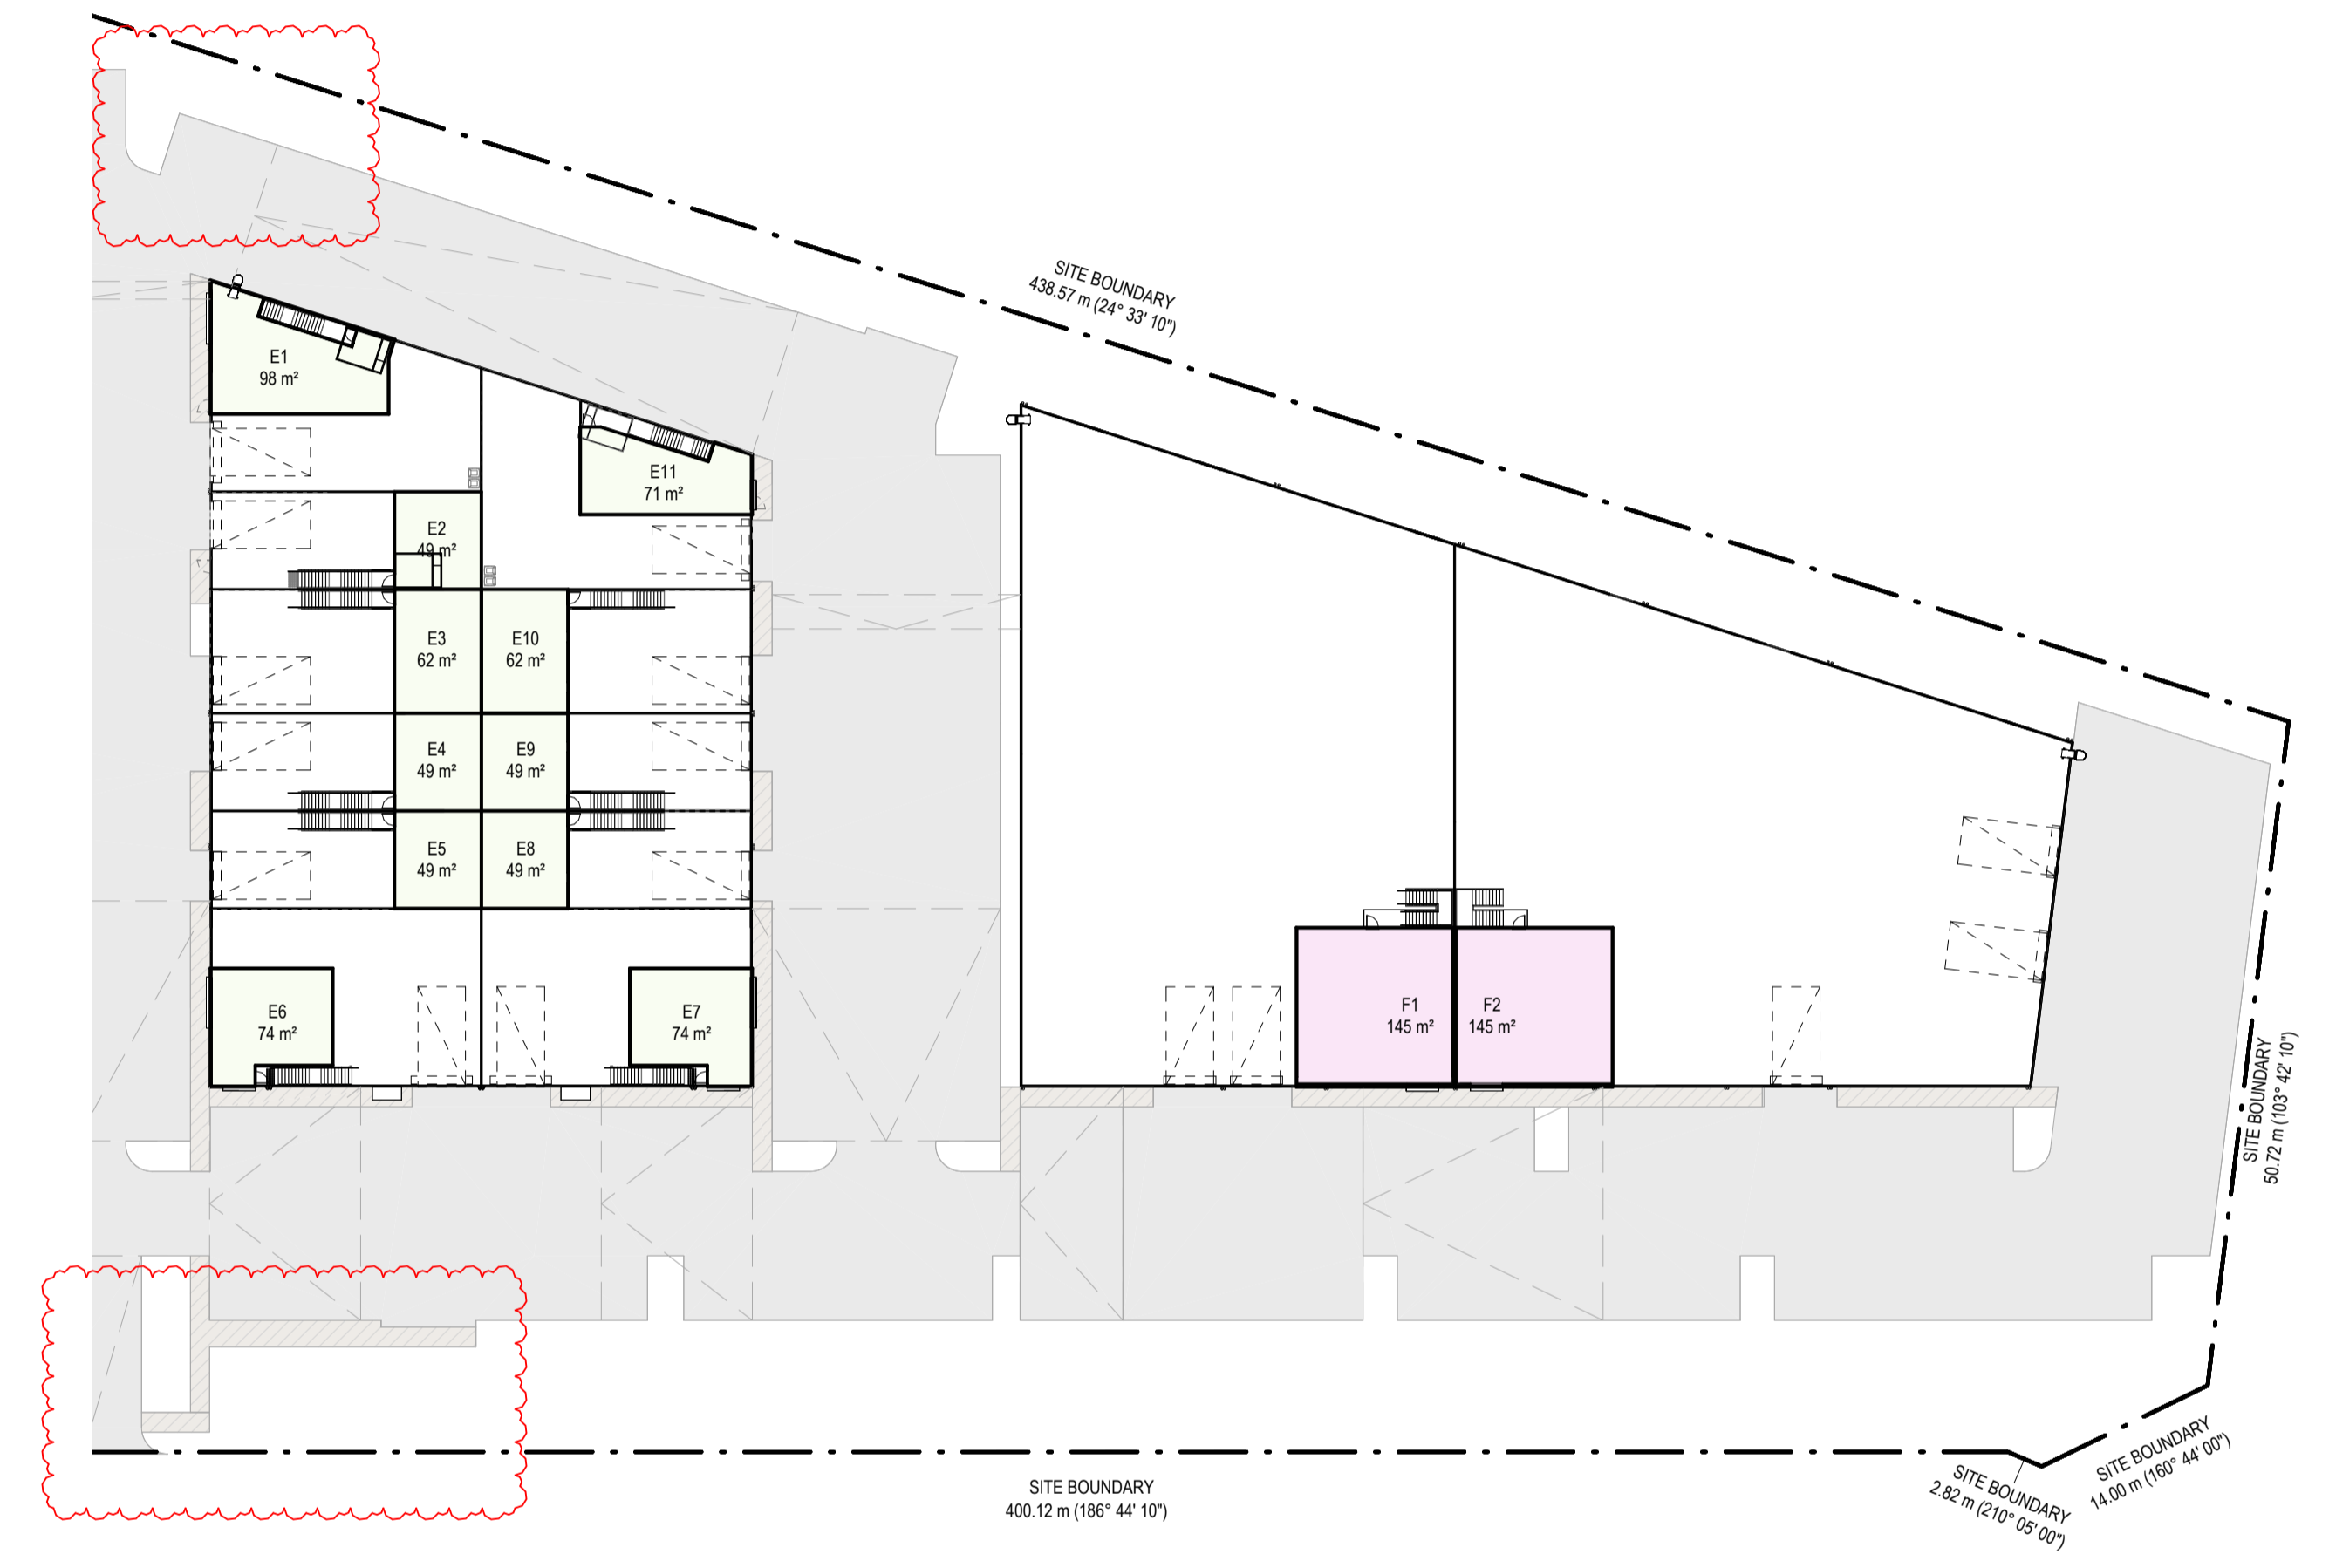 SITE BOUNDARY
438.57 m (24° 33' 10")
E1
98 m²
E11
71 m²
E2
49 m²
E3
62 m²
E10
62 m²
E4
49 m²
E9
49 m²
E5
49 m²
E8
49 m²
E6
74 m²
E7
74 m²
F1
145 m²
F2
145 m²
SITE BOUNDARY
50.72 m (103° 42' 10")
SITE BOUNDARY
14.00 m (160° 44' 00")
SITE BOUNDARY
2.82 m (210° 05' 00")
SITE BOUNDARY
400.12 m (186° 44' 10")